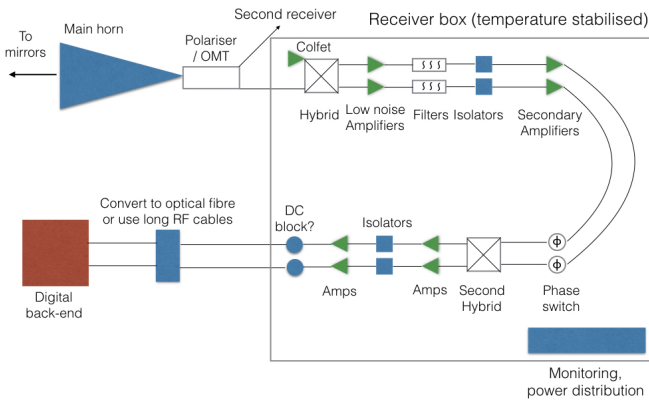 Second receiver
Receiver box (temperature stabilised)
To
mirrors
Main horn
Polariser
/ OMT
Colfet
Hybrid
Low noise
Amplifiers
Filters
Isolators
Secondary
Amplifiers
Convert to optical fibre
or use long RF cables
DC
block?
Isolators
Φ
Φ
Digital
back-end
Amps
Amps
Second
Hybrid
Phase
switch
Monitoring,
power distribution